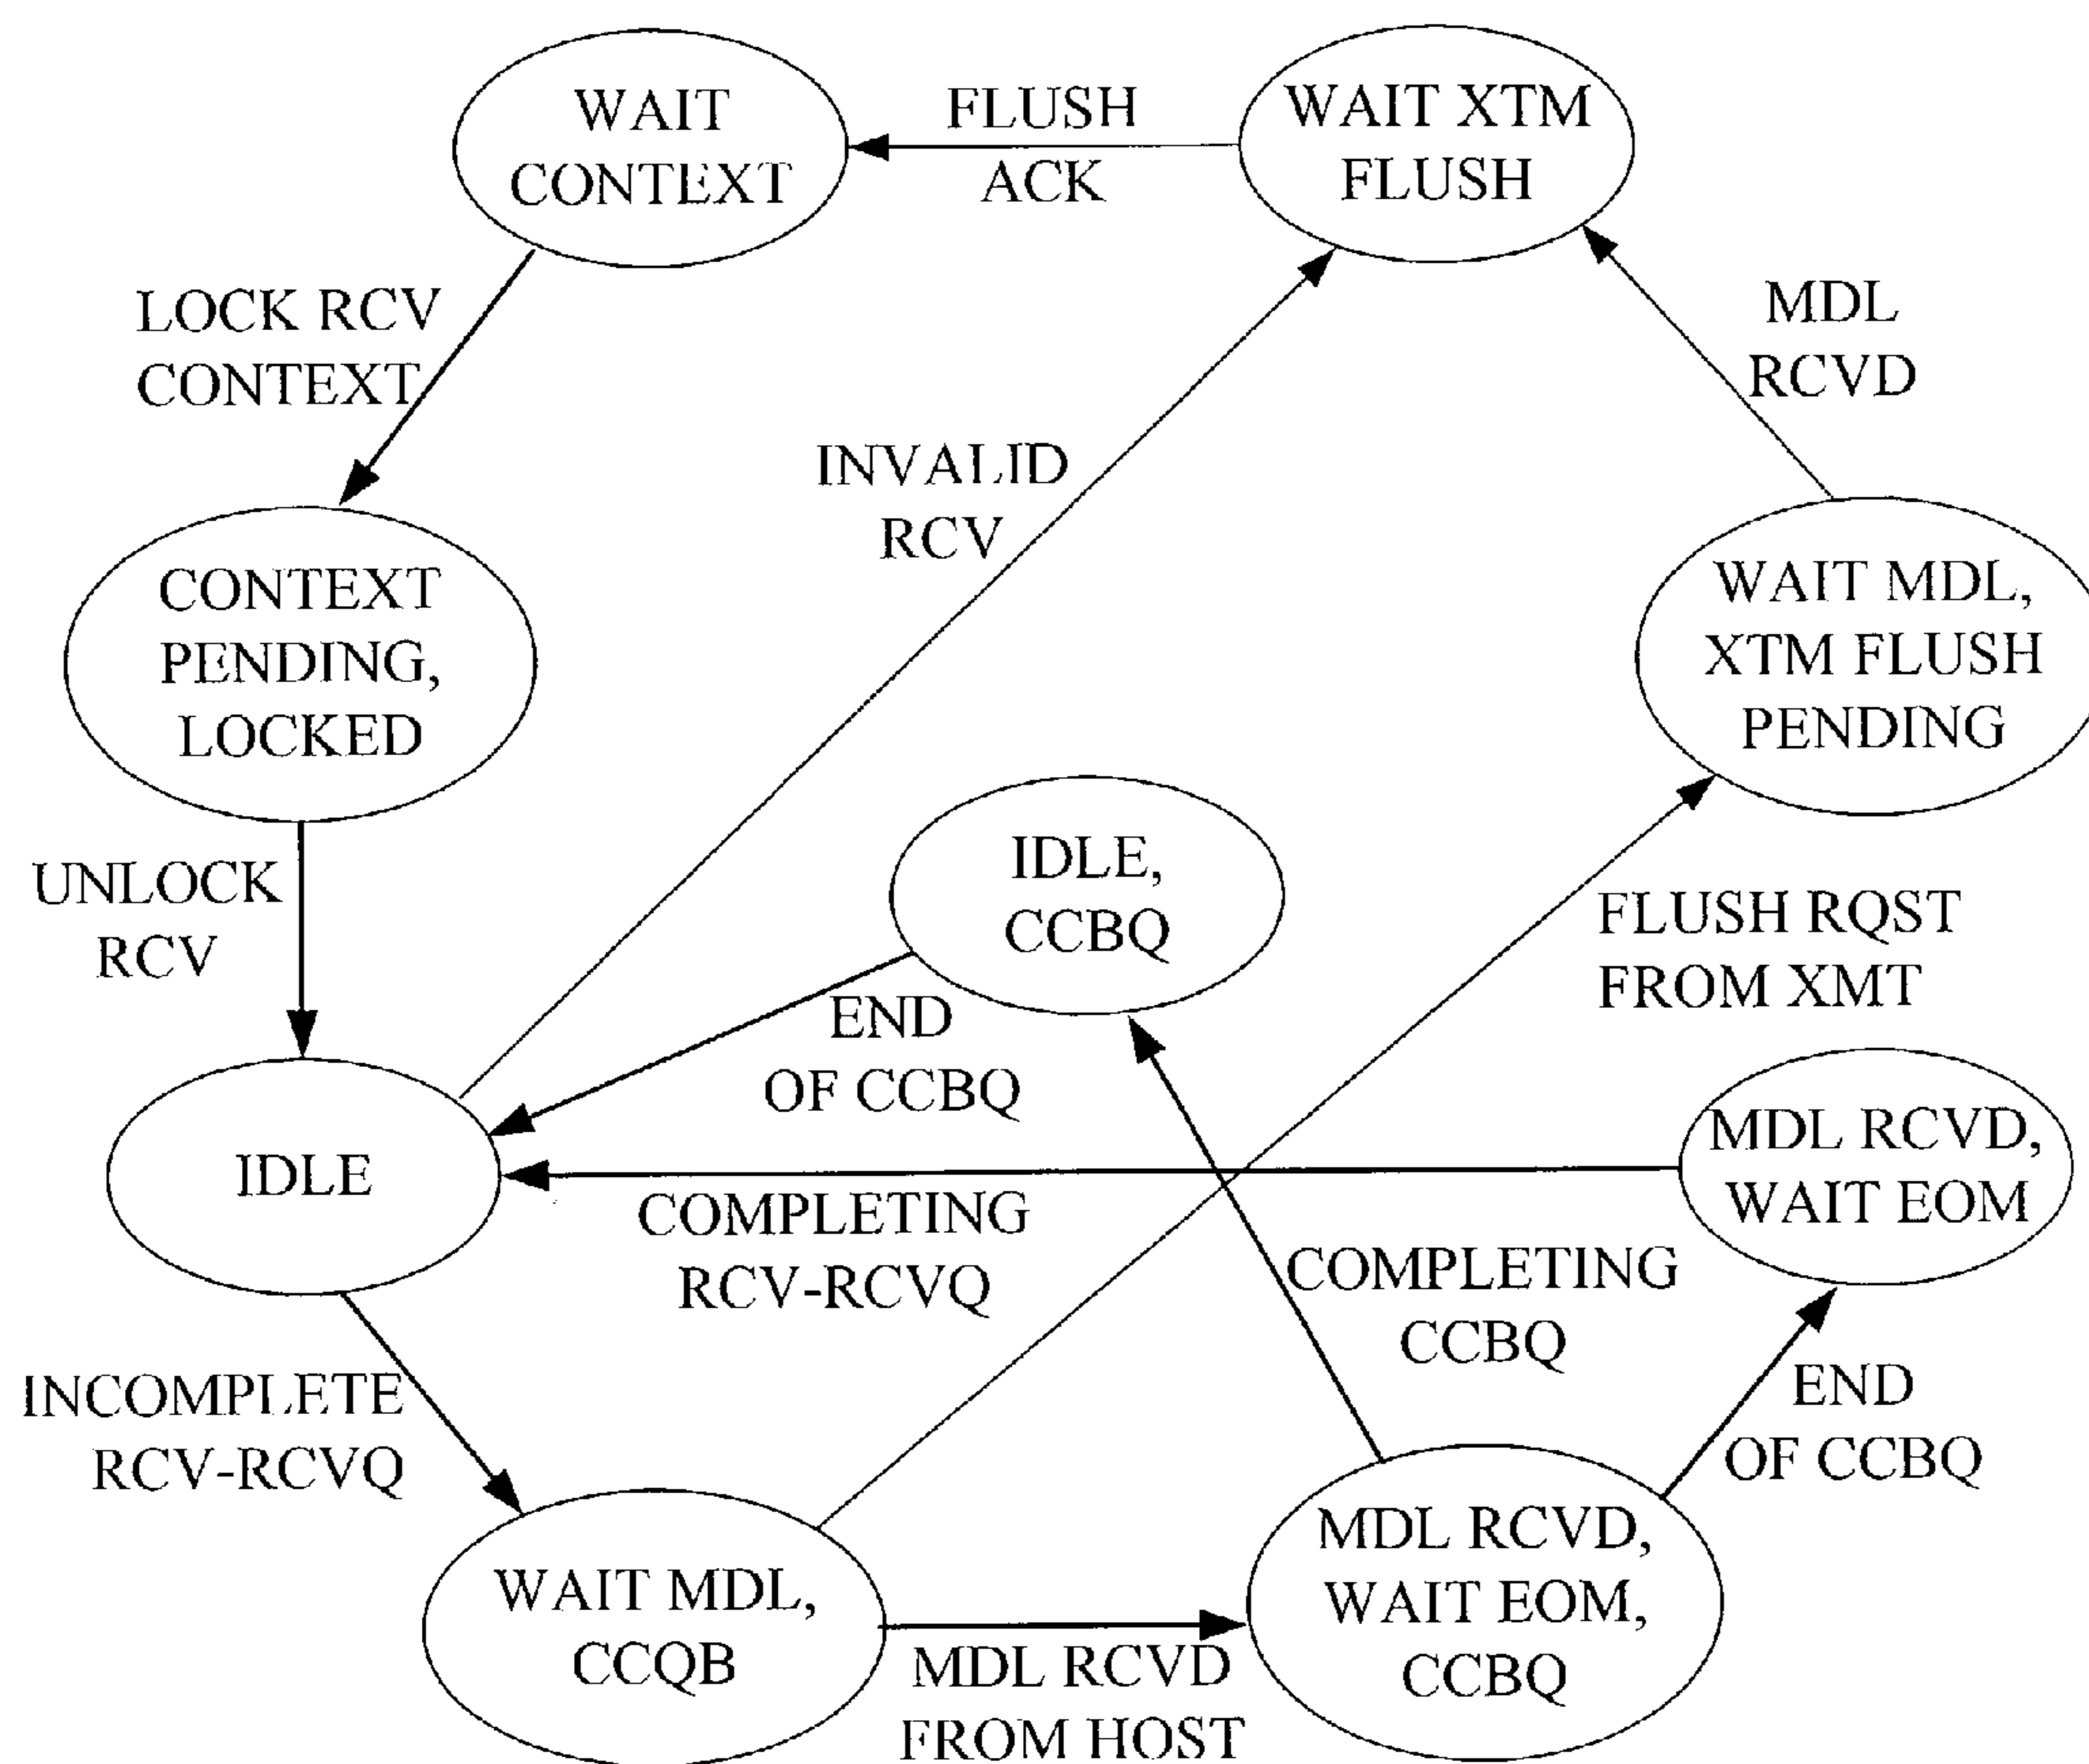 WAIT
CONTEXT
FLUSH
ACK
WAIT XTM
FLUSH
LOCK RCV
CONTEXT
MDL
RCVD
INVALID
RCV
CONTEXT
PENDING,
LOCKED
WAIT MDL,
XTM FLUSH
PENDING
UNLOCK
RCV
IDLE,
CCBQ
FLUSH RQST
FROM XMT
END
OF CCBQ
IDLE
MDL RCVD,
WAIT EOM
COMPLETING
RCV-RCVQ
COMPLETING
CCBQ
INCOMPLETE
RCV-RCVQ
END
OF CCBQ
WAIT MDL,
CCQB
MDL RCVD
FROM HOST
MDL RCVD,
WAIT EOM,
CCBQ